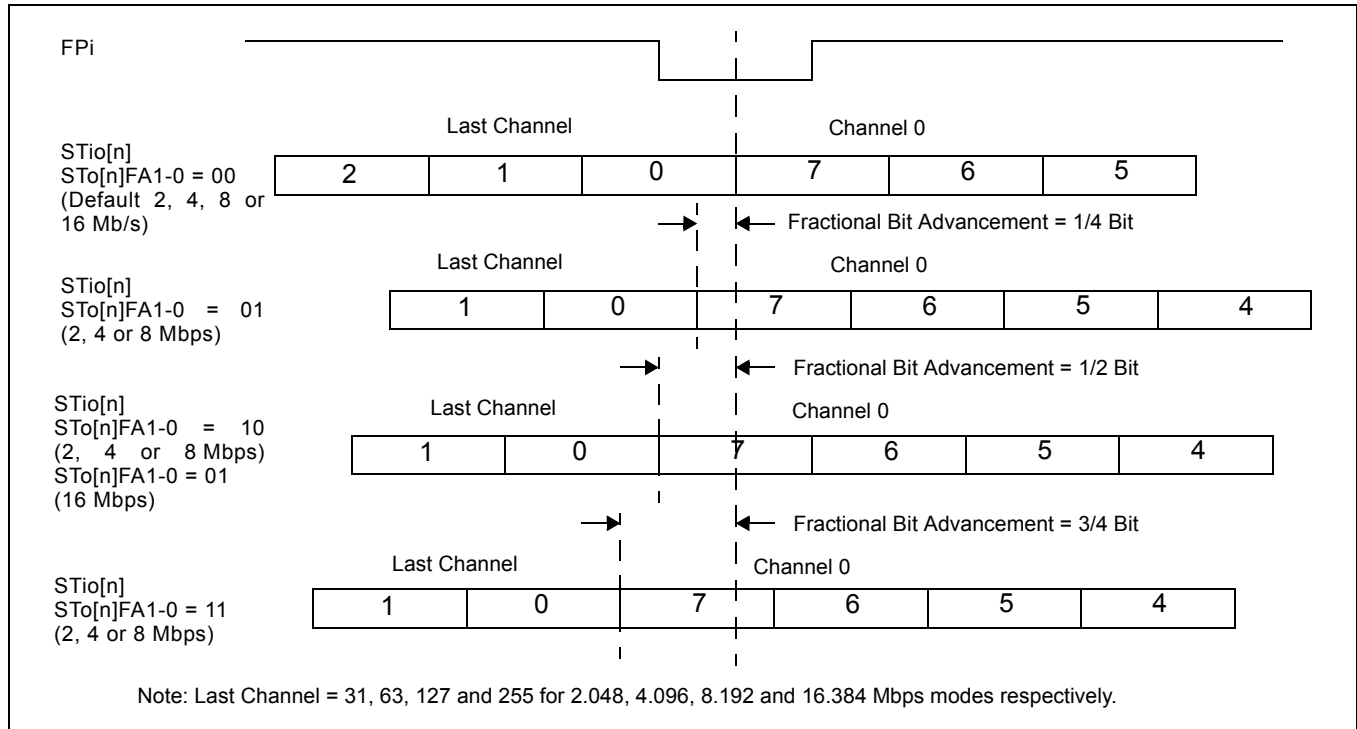 FPi
Last Channel
Channel 0
STio[n]
STo[n]FA1-0 = 00
(Default 2, 4, 8 or
16 Mb/s)
2 1 0 7 6 5
Fractional Bit Advancement = 1/4 Bit
Last Channel
Channel 0
STio[n]
STo[n]FA1-0 = 01
(2, 4 or 8 Mbps)
1 0 7 6 5 4
Fractional Bit Advancement = 1/2 Bit
Last Channel
Channel 0
STio[n]
STo[n]FA1-0 = 10
(2, 4 or 8 Mbps)
STo[n]FA1-0 = 01
(16 Mbps)
1 0 7 6 5 4
Fractional Bit Advancement = 3/4 Bit
Last Channel
Channel 0
STio[n]
STo[n]FA1-0 = 11
(2, 4 or 8 Mbps)
1 0 7 6 5 4
Note: Last Channel = 31, 63, 127 and 255 for 2.048, 4.096, 8.192 and 16.384 Mbps modes respectively.